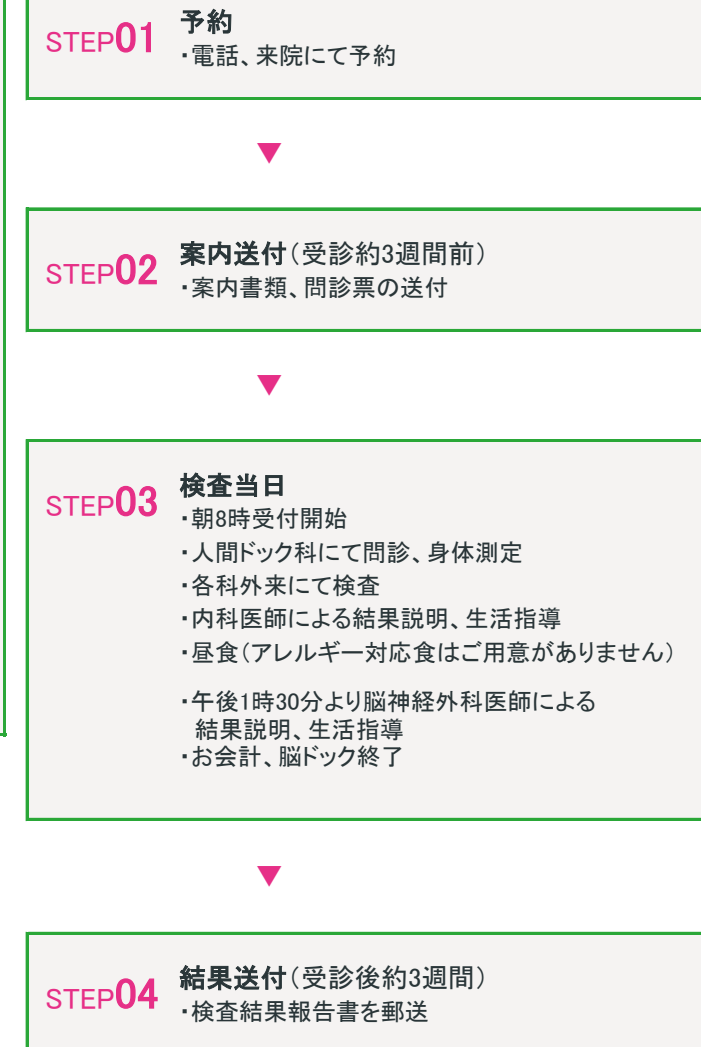 STEP01 予約
・電話、来院にて予約
▼
STEP02 案内送付（受診約3週間前）
・案内書類、問診票の送付
▼
STEP03 検査当日
・朝8時受付開始
・人間ドック科にて問診、身体測定
・各科外来にて検査
・内科医師による結果説明、生活指導
・昼食（アレルギー対応食はご用意がありません）
・午後1時30分より脳神経外科医師による
結果説明、生活指導
・お会計、脳ドック終了
▼
STEP04 結果送付（受診後約3週間）
・検査結果報告書を郵送